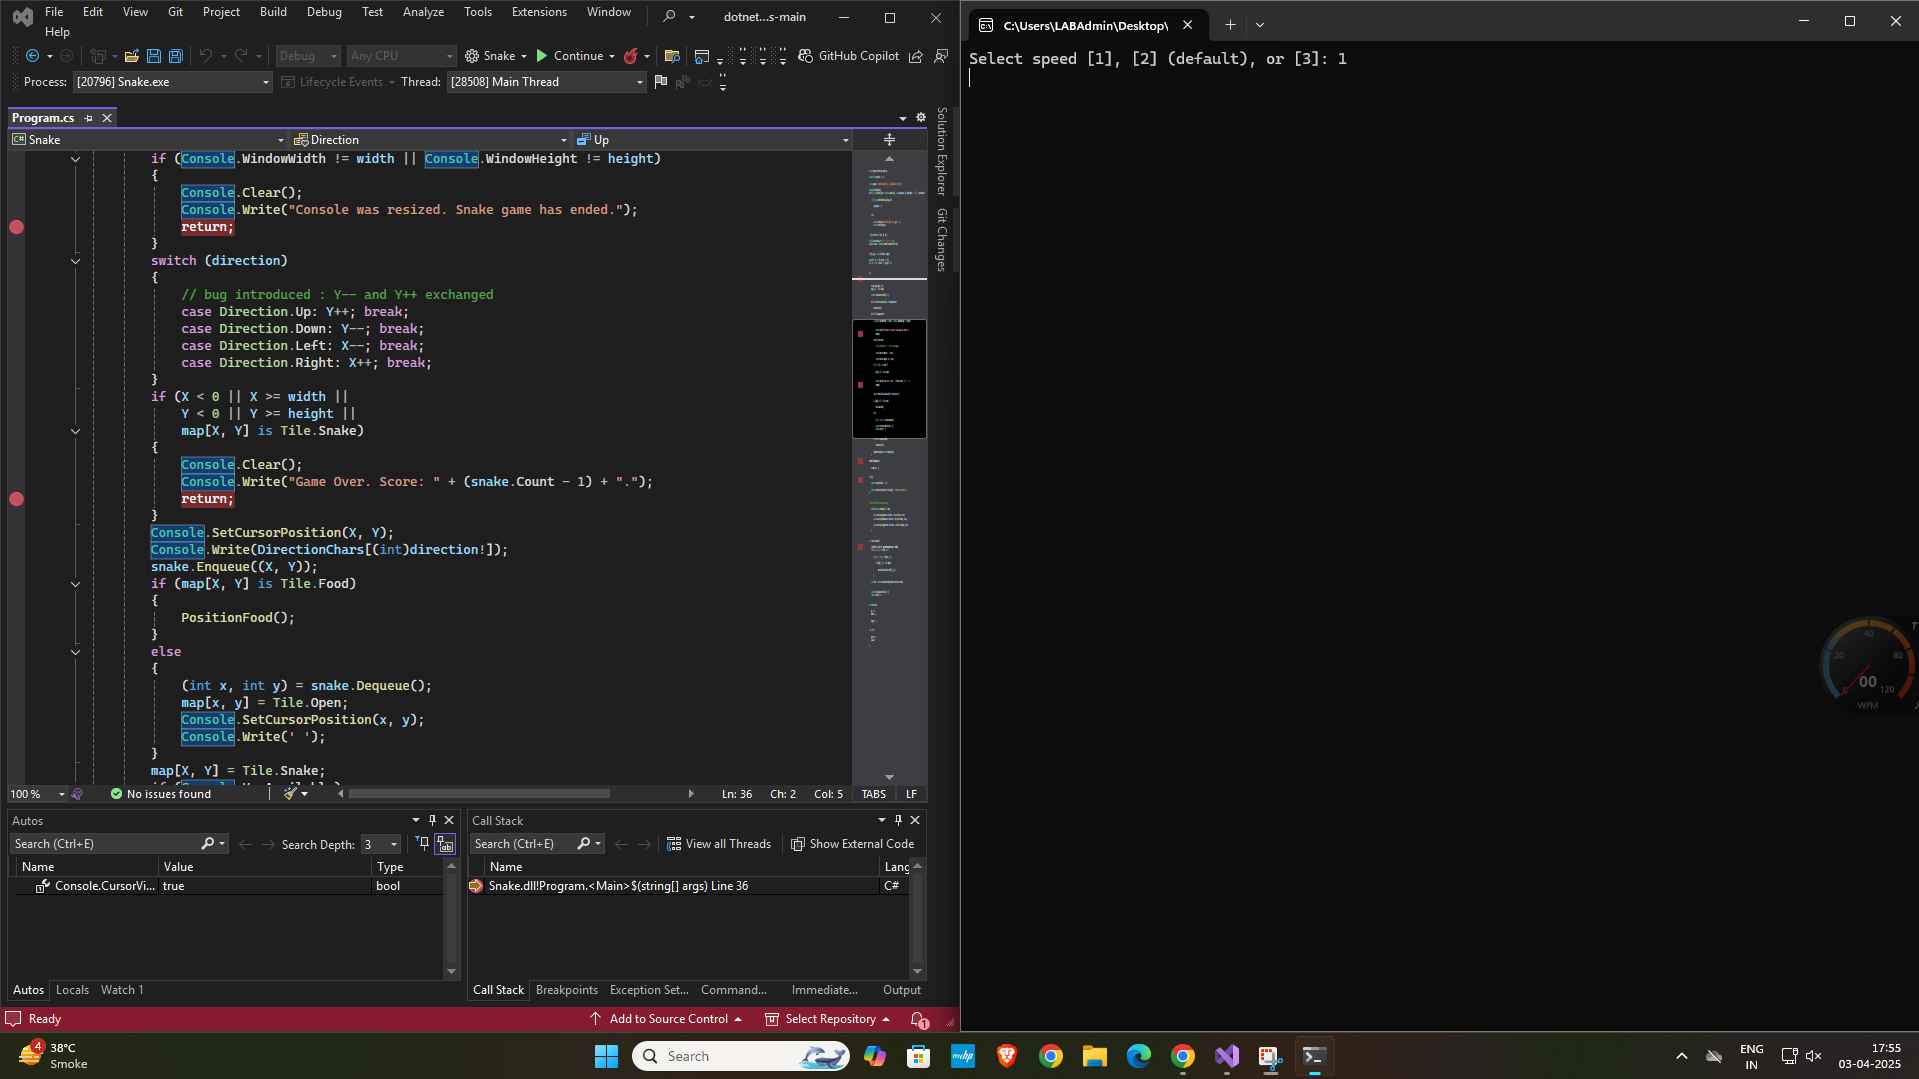 File Edit View Git Project Build Debug Test Analyze Tools Extensions Window
dotnet...s-main
Help
Debug
Any CPU
Snake
Continue
GitHub Copilot
Process: [20796] Snake.exe
Lifecycle Events
Thread: [28508] Main Thread
Program.cs
Snake
Direction
Up
if (Console.WindowWidth != width || Console.WindowHeight != height)
{
Console.Clear();
Console.Write("Console was resized. Snake game has ended.");
return;
}
switch (direction)
{
// bug introduced : Y-- and Y++ exchanged
case Direction.Up: Y++; break;
case Direction.Down: Y--; break;
case Direction.Left: X--; break;
case Direction.Right: X++; break;
}
if (X < 0 || X >= width ||
Y < 0 || Y >= height ||
map[X, Y] is Tile.Snake)
{
Console.Clear();
Console.Write("Game Over. Score: " + (snake.Count - 1) + ".");
return;
}
Console.SetCursorPosition(X, Y);
Console.Write(DirectionChars[(int)direction!]);
snake.Enqueue((X, Y));
if (map[X, Y] is Tile.Food)
{
PositionFood();
}
else
{
(int x, int y) = snake.Dequeue();
map[x, y] = Tile.Open;
Console.SetCursorPosition(x, y);
Console.Write(' ');
}
map[X, Y] = Tile.Snake;
Solution Explorer
Git Changes
100 %
No issues found
Ln: 36 Ch: 2 Col: 5 TABS LF
Autos
Search (Ctrl+E)
Search Depth: 3
Name Value Type
Console.CursorVi... true bool
Autos Locals Watch 1
Call Stack
Search (Ctrl+E)
View all Threads
Show External Code
Name Lang
Snake.dll!Program.<Main>$(string[] args) Line 36 C#
Call Stack Breakpoints Exception Set... Command... Immediate... Output
Ready
Add to Source Control
Select Repository
1
C:\Users\LABAdmin\Desktop\
Select speed [1], [2] (default), or [3]: 1
40
20 80
00
0 120
WPM
4
38°C
Smoke
Search
myhp
ENG
IN
17:55
03-04-2025